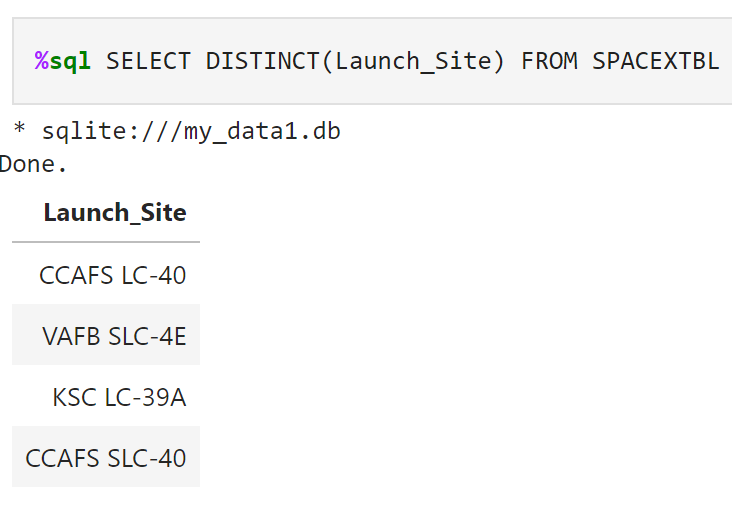 %sql SELECT DISTINCT(Launch_Site) FROM SPACEXTBL
* sqlite:///my_data1.db
Done.
Launch_Site
CCAFS LC-40
VAFB SLC-4E
KSC LC-39A
CCAFS SLC-40